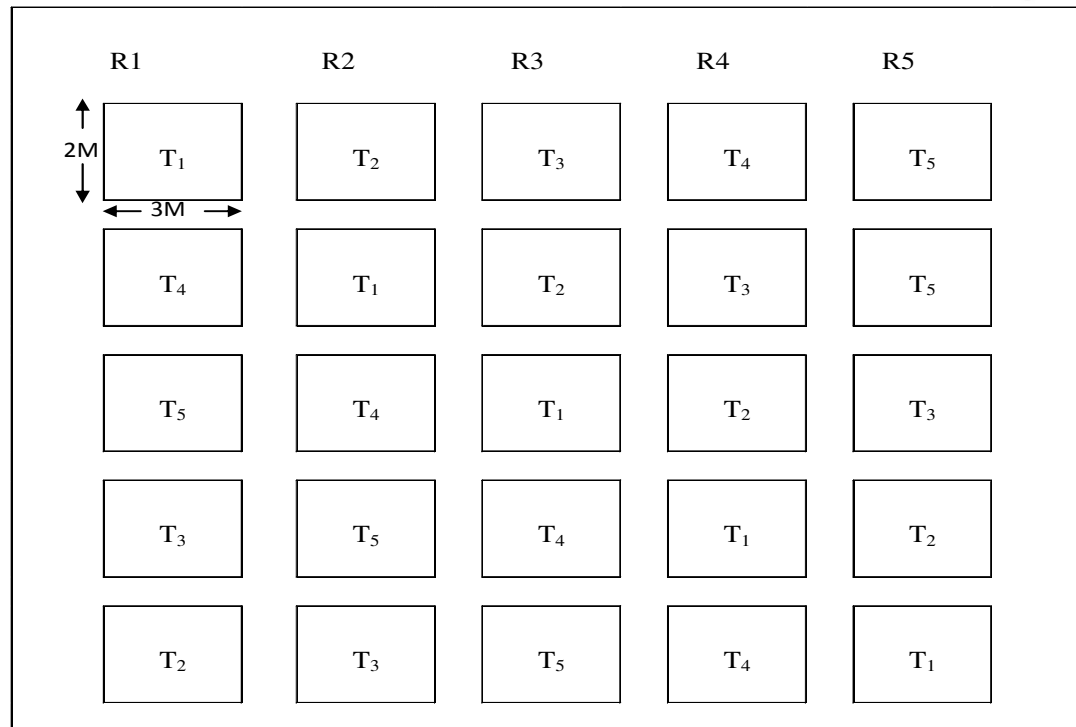 R1 R2 R3 R4 R5
2M T₁ T₂ T₃ T₄ T₅
3M
T₄ T₁ T₂ T₃ T₅
T₅ T₄ T₁ T₂ T₃
T₃ T₅ T₄ T₁ T₂
T₂ T₃ T₅ T₄ T₁